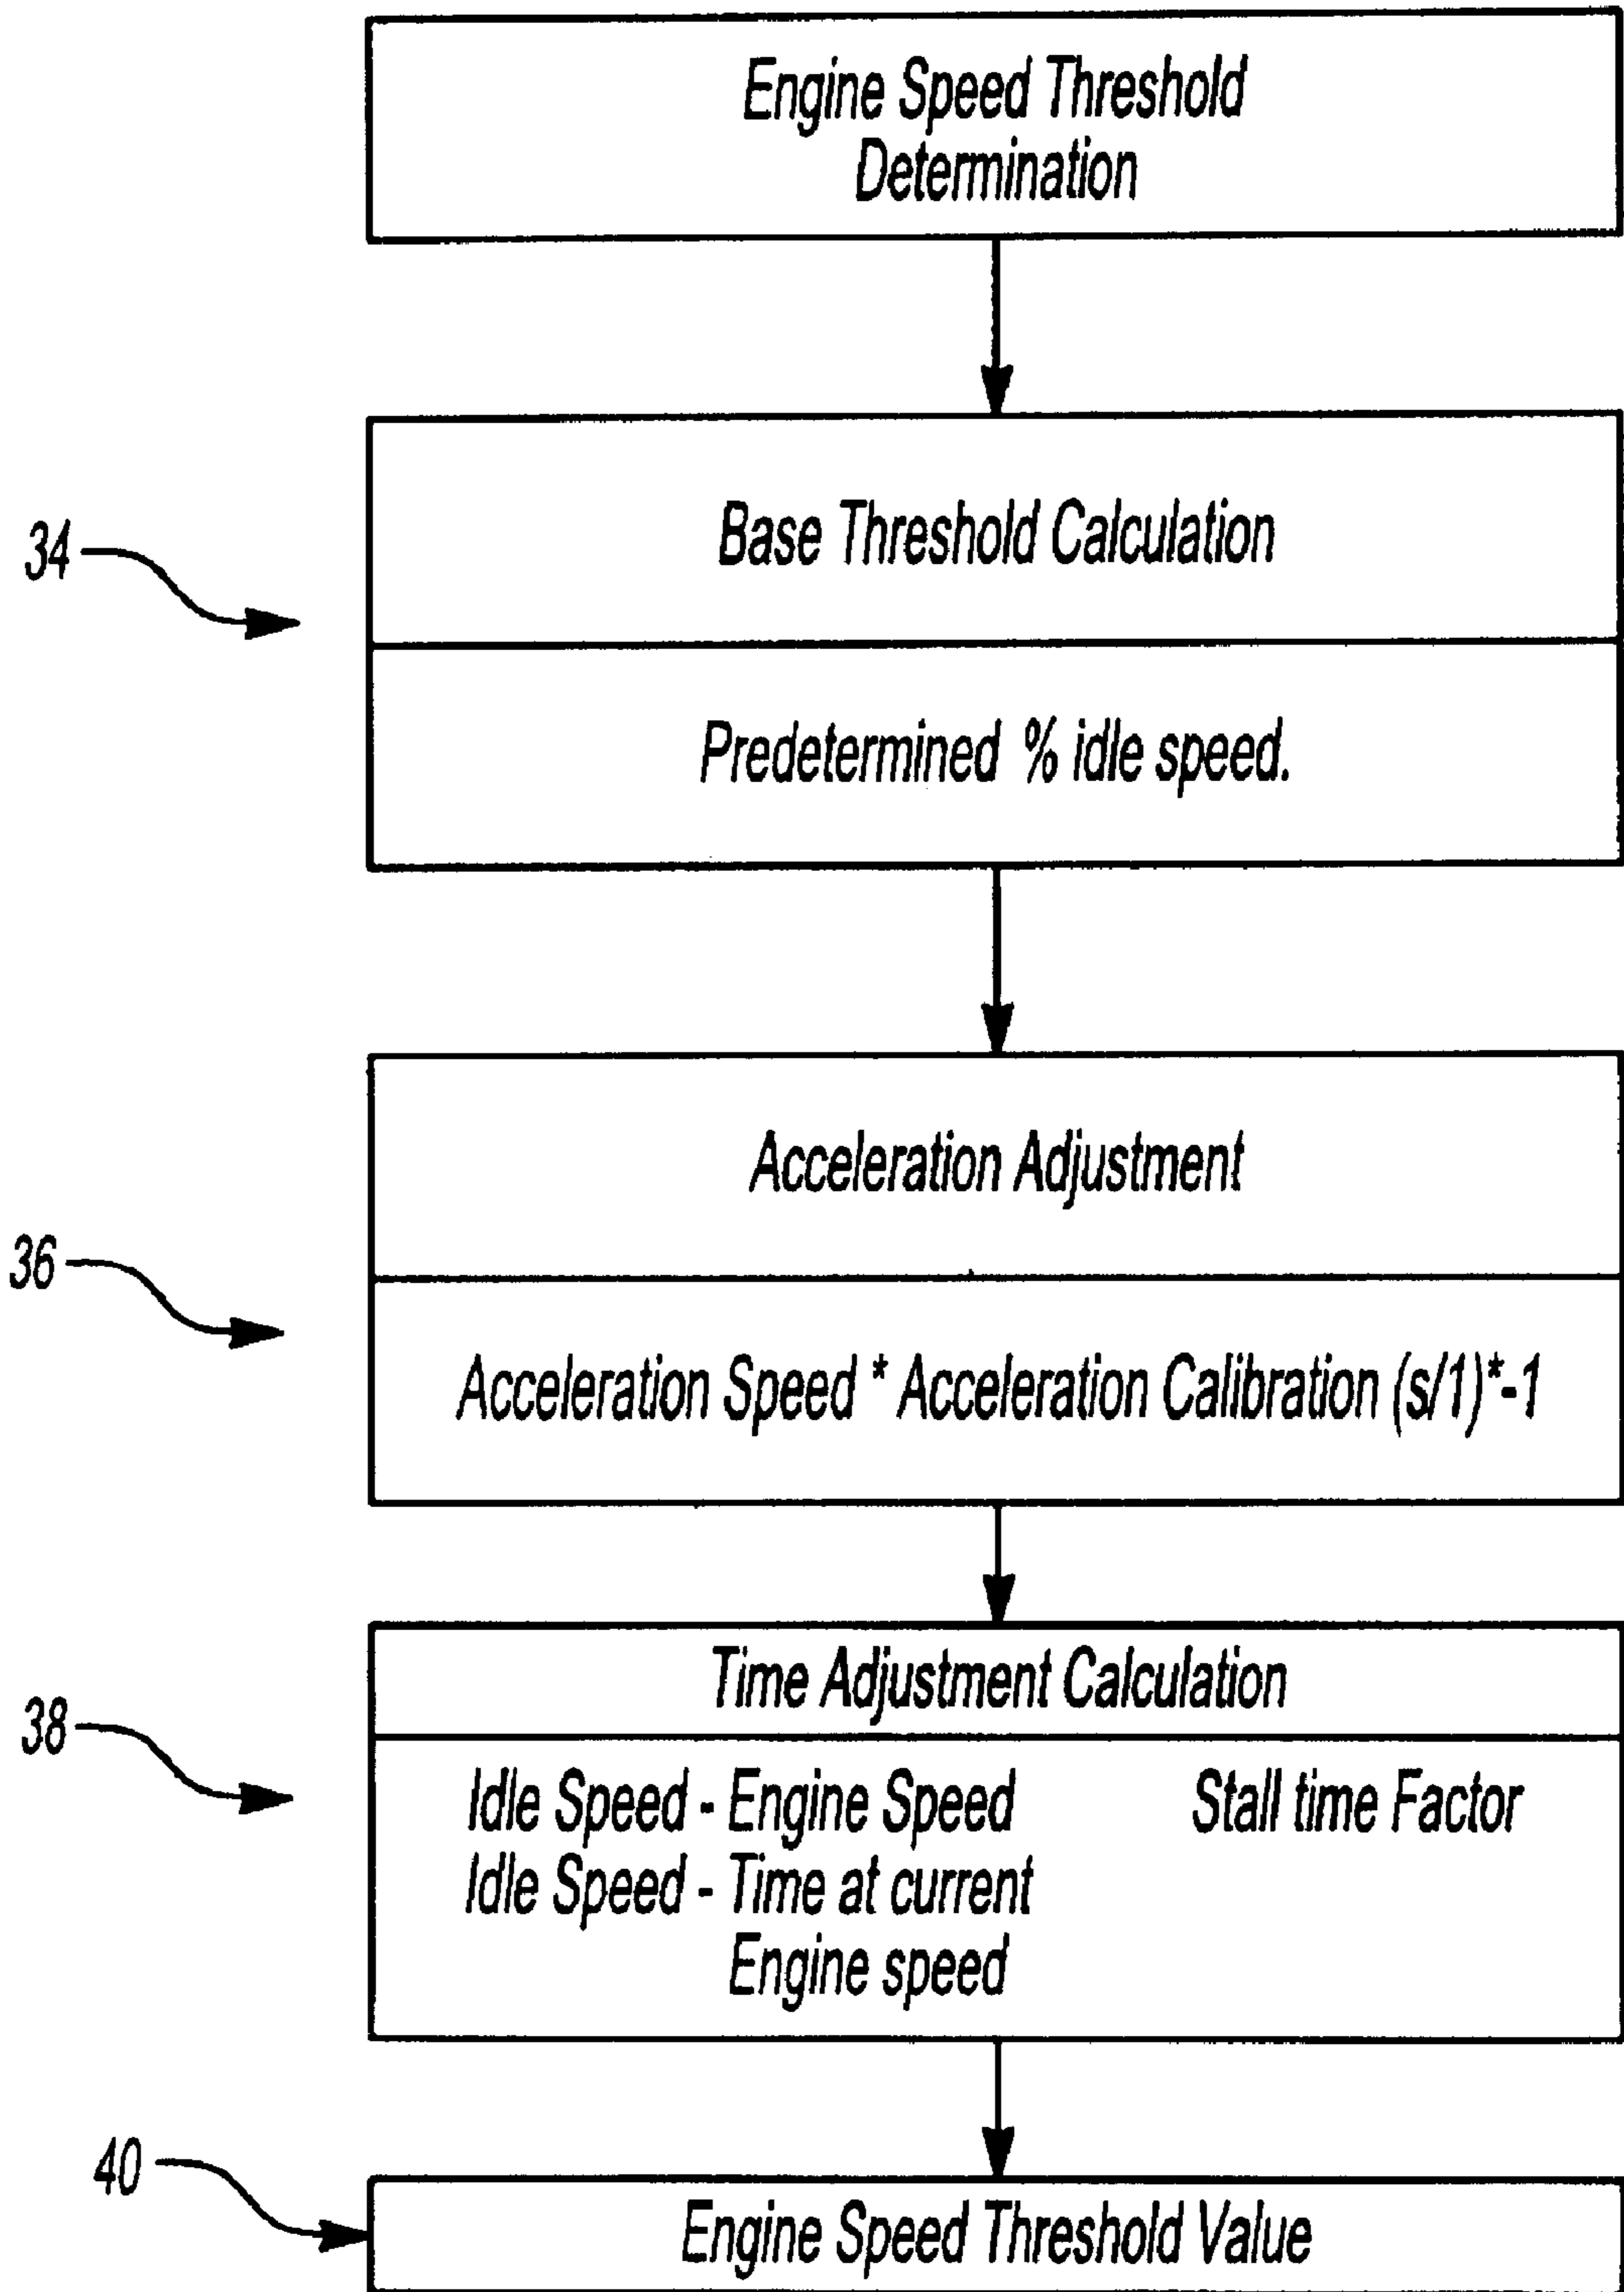 Engine Speed Threshold
Determination
34
Base Threshold Calculation
Predetermined % idle speed.
36
Acceleration Adjustment
Acceleration Speed * Acceleration Calibration (s/1)*-1
38
Time Adjustment Calculation
Idle Speed - Engine Speed Stall time Factor
Idle Speed - Time at current
Engine speed
40
Engine Speed Threshold Value